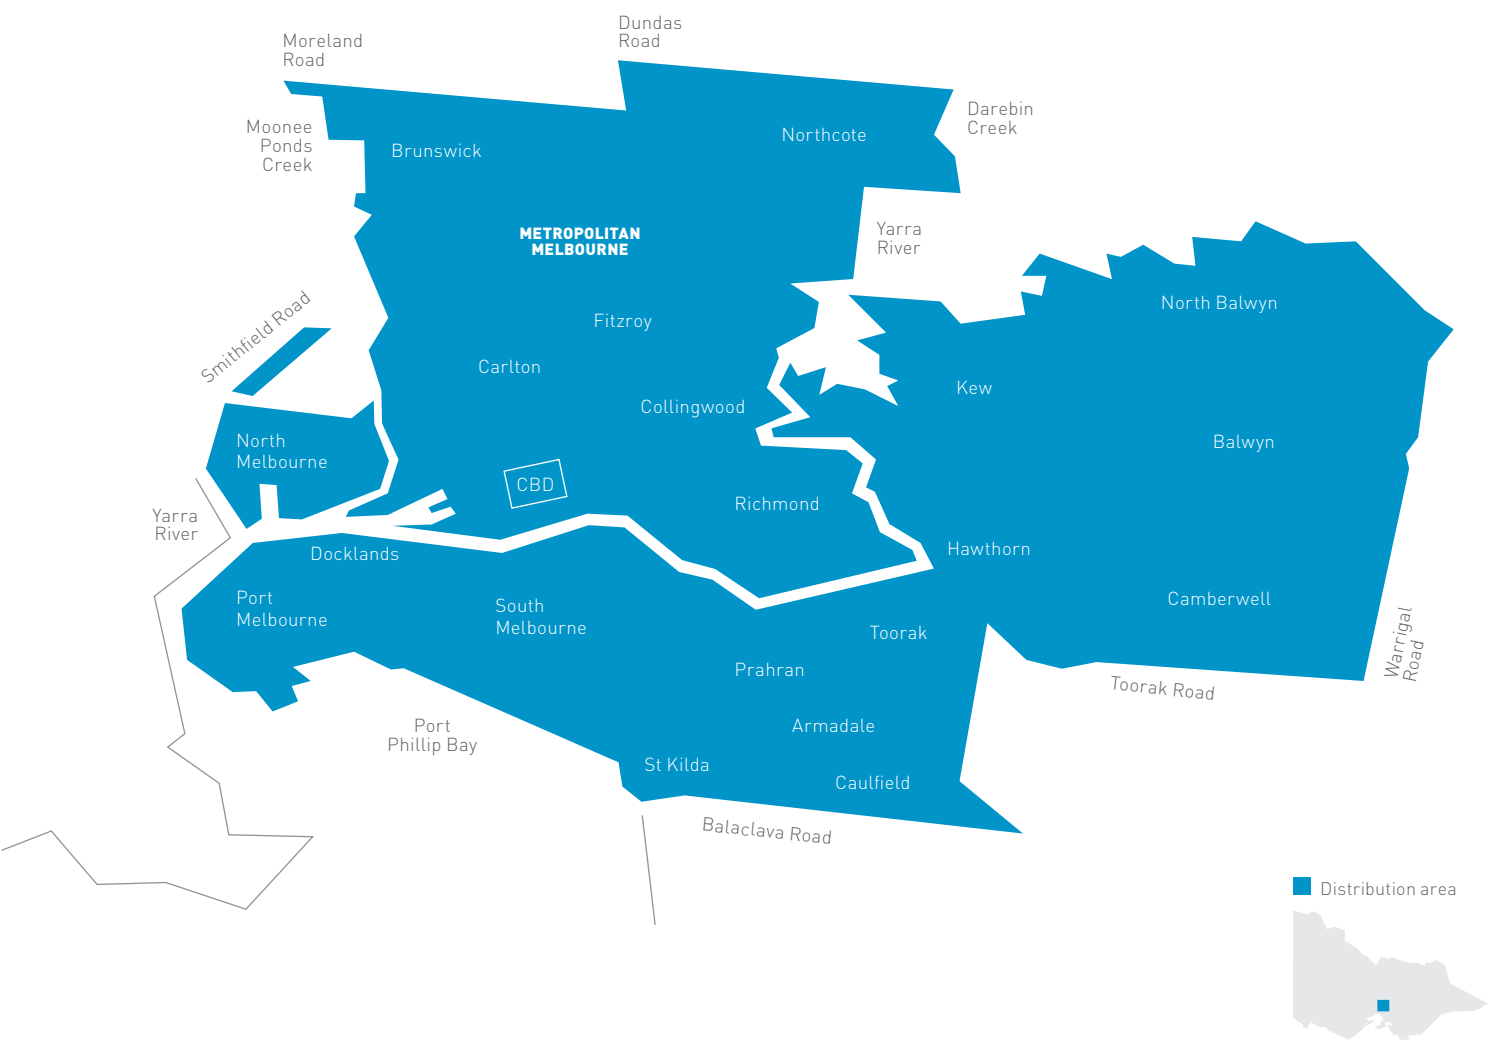 Dundas
Road
Moreland
Road
Darebin
Creek
Moonee
Ponds
Creek
Northcote
Brunswick
METROPOLITAN
MELBOURNE
Yarra
River
Smithfield Road
Fitzroy
North Balwyn
Carlton
Kew
Collingwood
North
Melbourne
Balwyn
CBD
Richmond
Yarra
River
Docklands
Hawthorn
Port
Melbourne
South
Melbourne
Camberwell
Toorak
Warrigal
Road
Prahran
Toorak Road
Port
Phillip Bay
Armadale
St Kilda
Caulfield
Balaclava Road
Distribution area